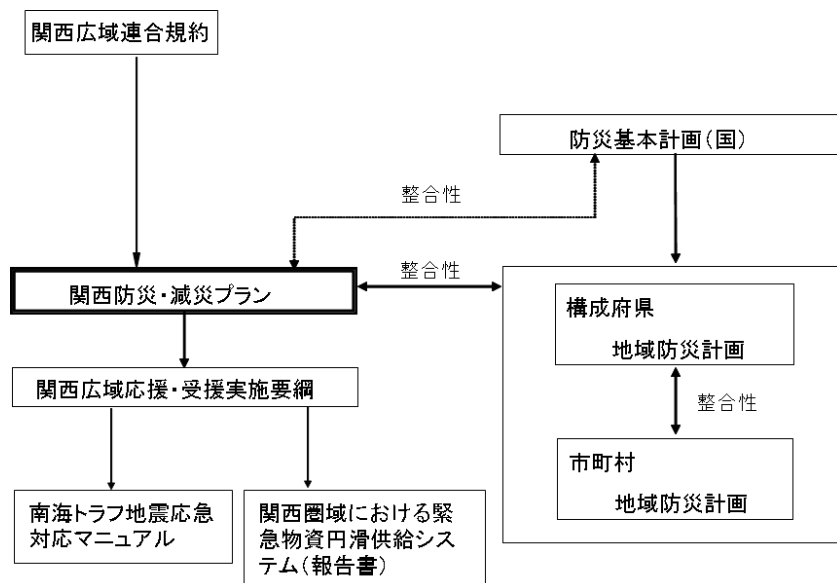 関西広域連合規約
防災基本計画(国)
整合性
関西防災・減災プラン
整合性
構成府県
地域防災計画
関西広域応援・受援実施要綱
整合性
市町村
地域防災計画
南海トラフ地震応急
対応マニュアル
関西圏域における緊
急物資円滑供給シス
テム(報告書)